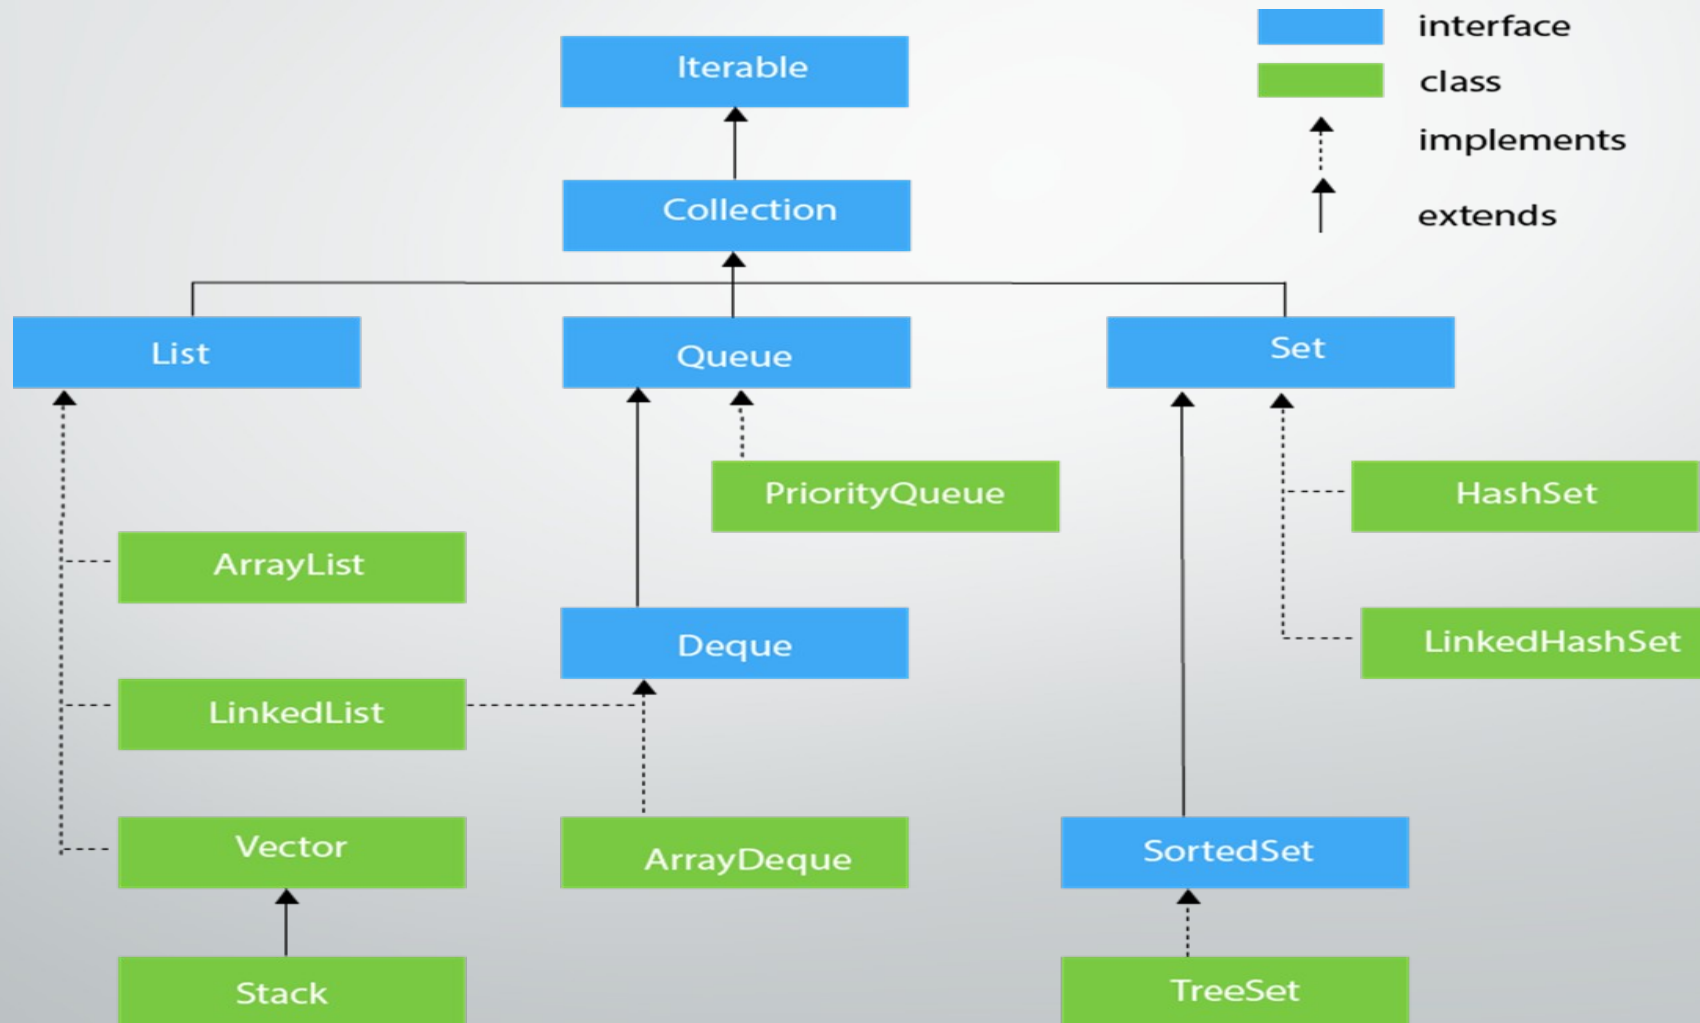 interface
Iterable
class
implements
Collection
extends
List
Queue
Set
PriorityQueue
HashSet
ArrayList
Deque
LinkedHashSet
LinkedList
Vector
ArrayDeque
SortedSet
Stack
TreeSet